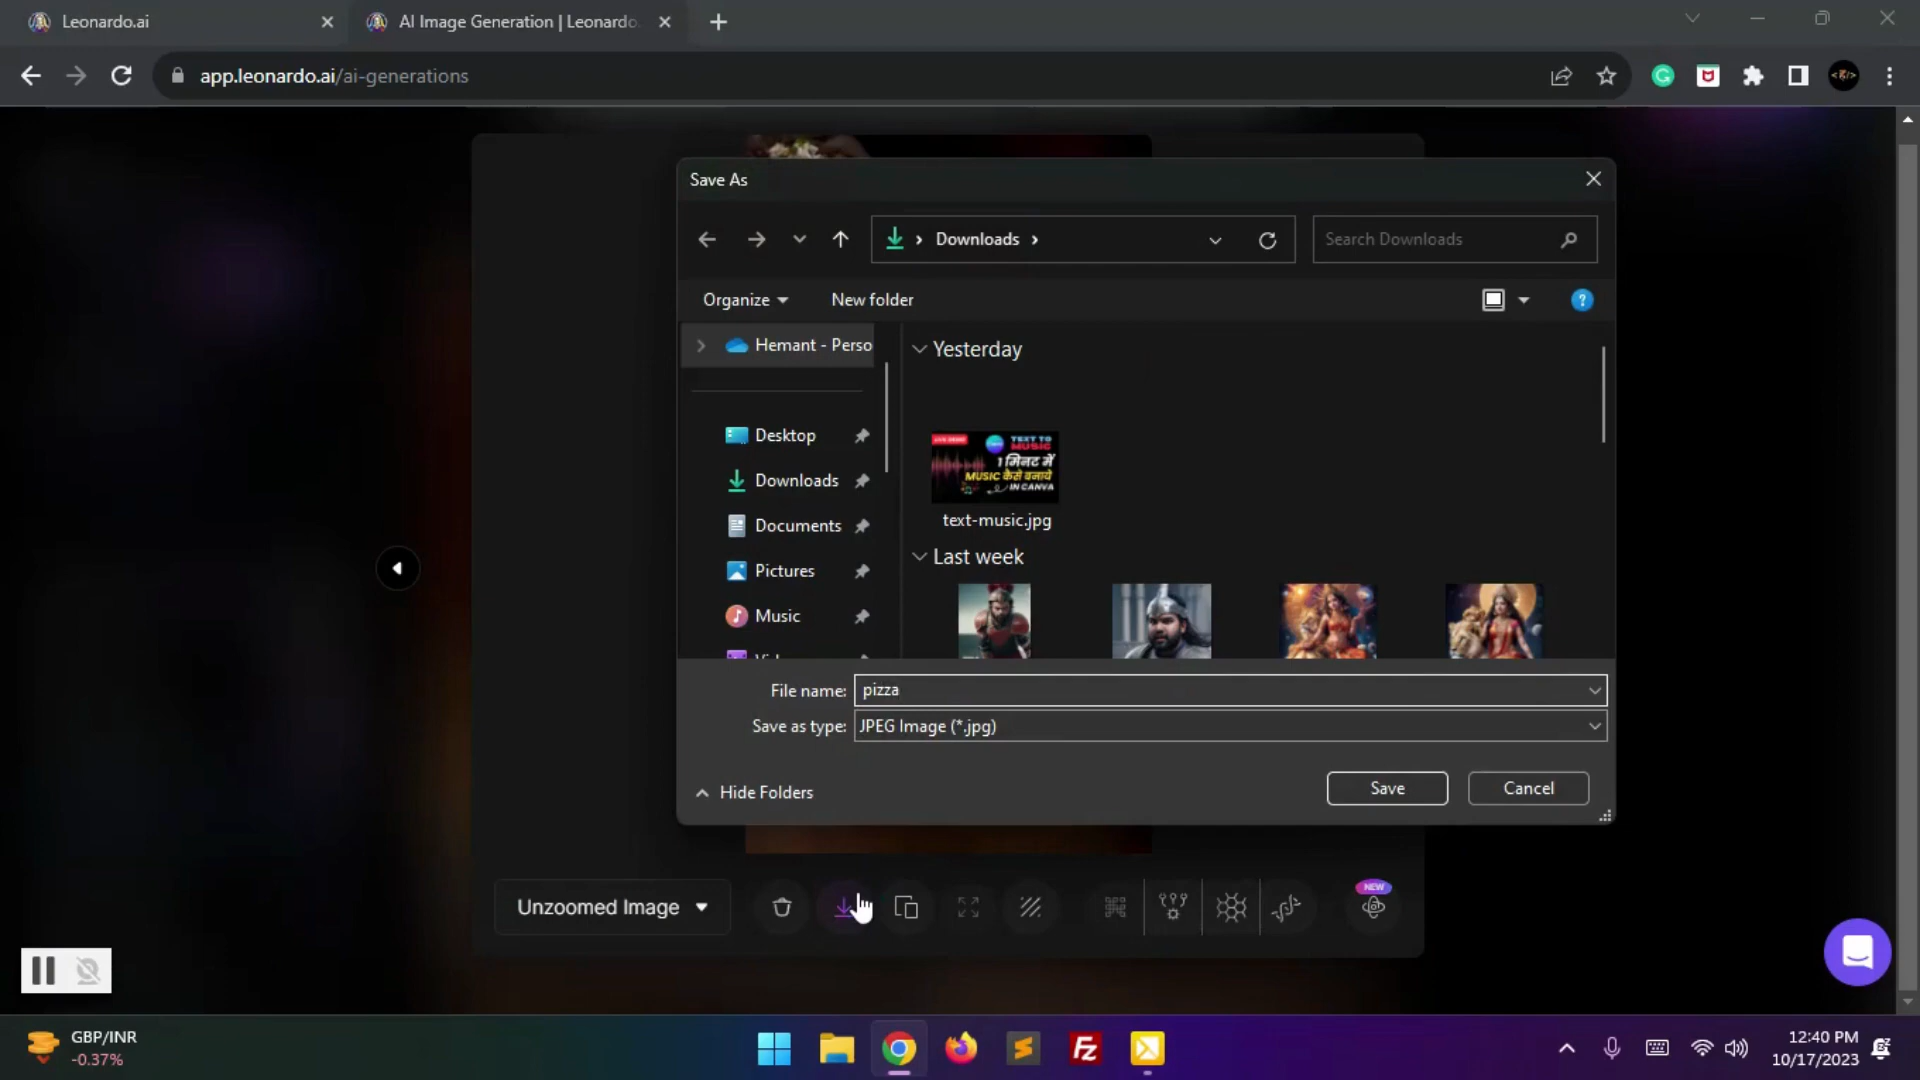 Leonardo.ai
AI Image Generation | Leonardo.
app.leonardo.ai/ai-generations
Save As
Downloads
Search Downloads
Organize
New folder
Hemant - Perso
Yesterday
Desktop
Downloads
Documents
Pictures
Music
TEXT TO
MUSIC
1 मिनट में
MUSIC कैसे बनाये
IN CANVA
text-music.jpg
Last week
File name: pizza
Save as type: JPEG Image (*.jpg)
Hide Folders
Save
Cancel
Unzoomed Image
NEW
GBP/INR
-0.37%
Fz
12:40 PM
10/17/2023